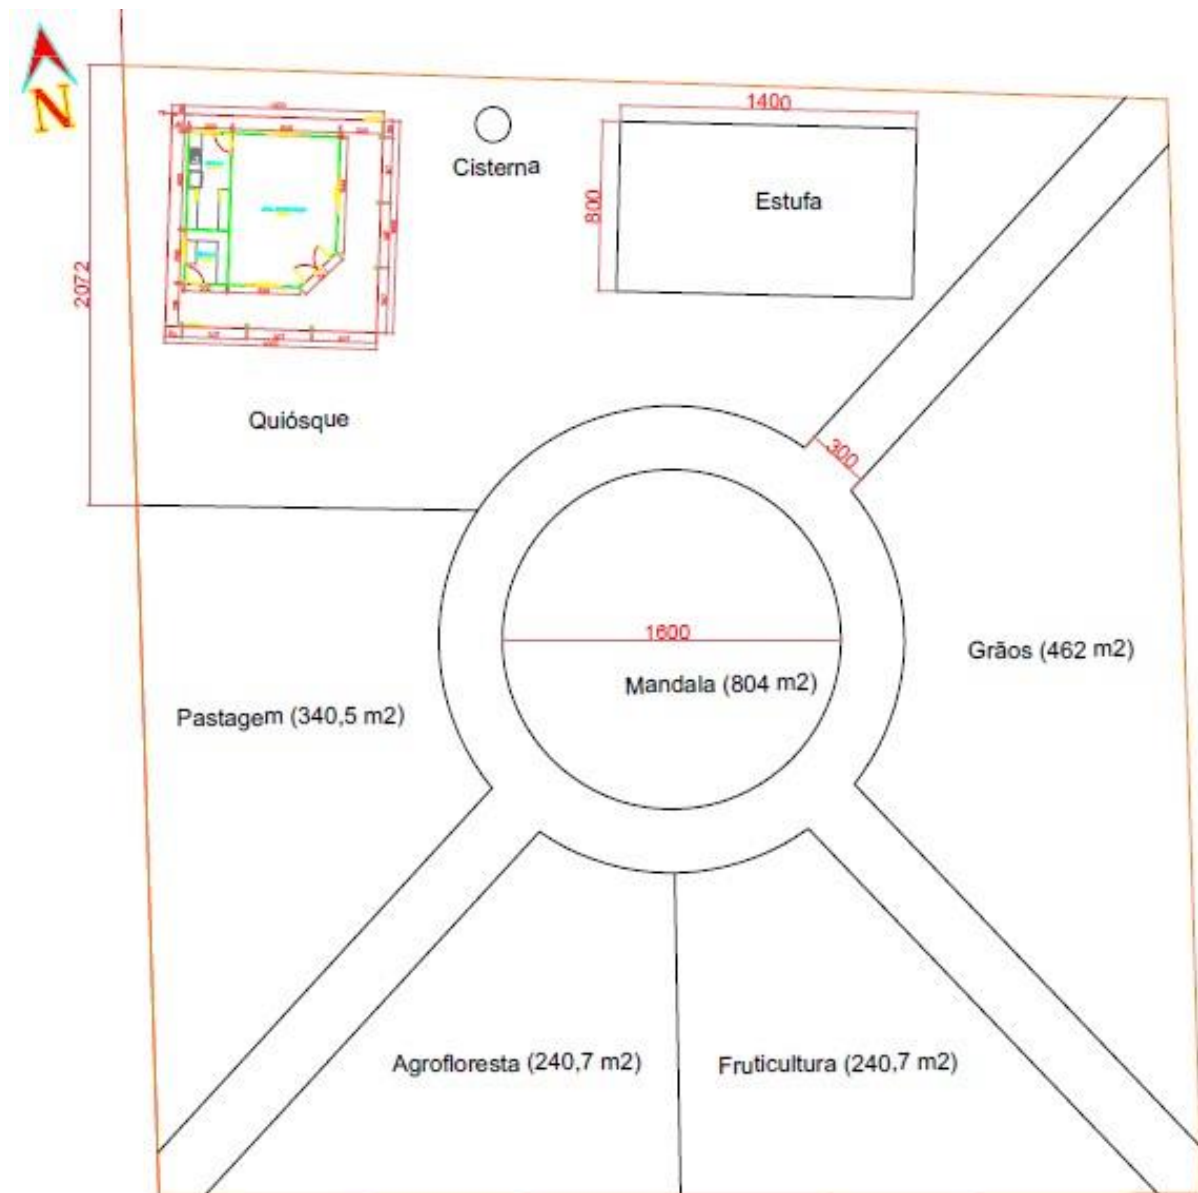 N
1400
Cisterna
Estufa
800
2072
Quiósque
300
1600
Grãos (462 m2)
Mandala (804 m2)
Pastagem (340,5 m2)
Agrofloresta (240,7 m2)
Fruticultura (240,7 m2)